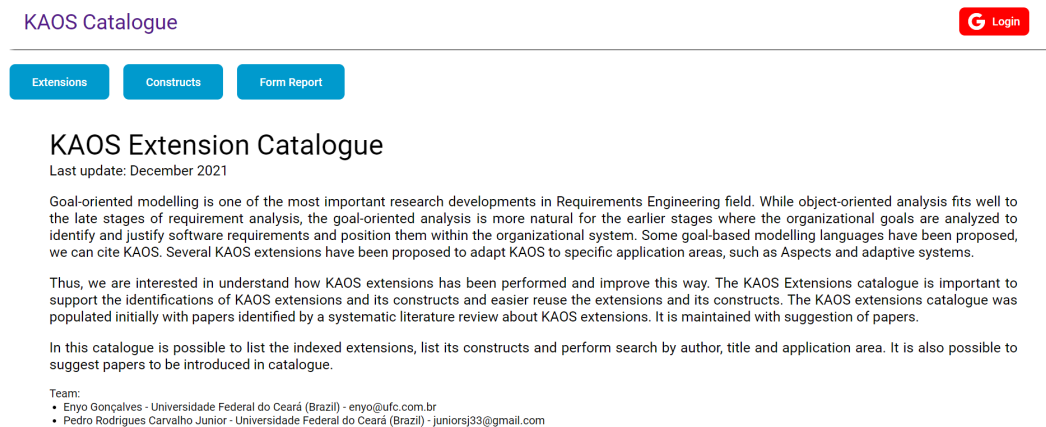 KAOS Catalogue
Login
Extensions
Constructs
Form Report
KAOS Extension Catalogue
Last update: December 2021
Goal-oriented modelling is one of the most important research developments in Requirements Engineering field. While object-oriented analysis fits well to
the late stages of requirement analysis, the goal-oriented analysis is more natural for the earlier stages where the organizational goals are analyzed to
identify and justify software requirements and position them within the organizational system. Some goal-based modelling languages have been proposed,
we can cite KAOS. Several KAOS extensions have been proposed to adapt KAOS to specific application areas, such as Aspects and adaptive systems.
Thus, we are interested in understand how KAOS extensions has been performed and improve this way. The KAOS Extensions catalogue is important to
support the identifications of KAOS extensions and its constructs and easier reuse the extensions and its constructs. The KAOS extensions catalogue was
populated initially with papers identified by a systematic literature review about KAOS extensions. It is maintained with suggestion of papers.
In this catalogue is possible to list the indexed extensions, list its constructs and perform search by author, title and application area. It is also possible to
suggest papers to be introduced in catalogue.
Team:
• Enyo Gonçalves - Universidade Federal do Ceará (Brazil) - enyo@ufc.com.br
• Pedro Rodrigues Carvalho Junior - Universidade Federal do Ceará (Brazil) - juniorsj33@gmail.com